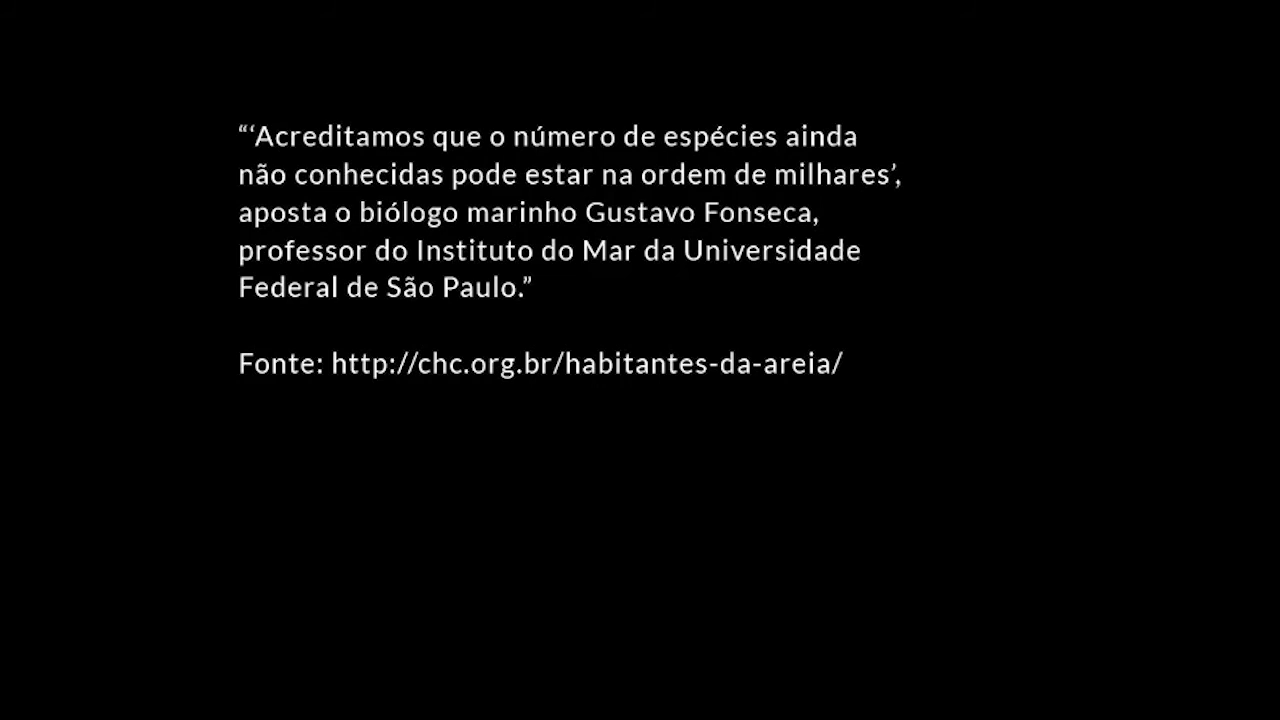 “‘Acreditamos que o número de espécies ainda
não conhecidas pode estar na ordem de milhares’,
aposta o biólogo marinho Gustavo Fonseca,
professor do Instituto do Mar da Universidade
Federal de São Paulo.”
Fonte: http://chc.org.br/habitantes-da-areia/